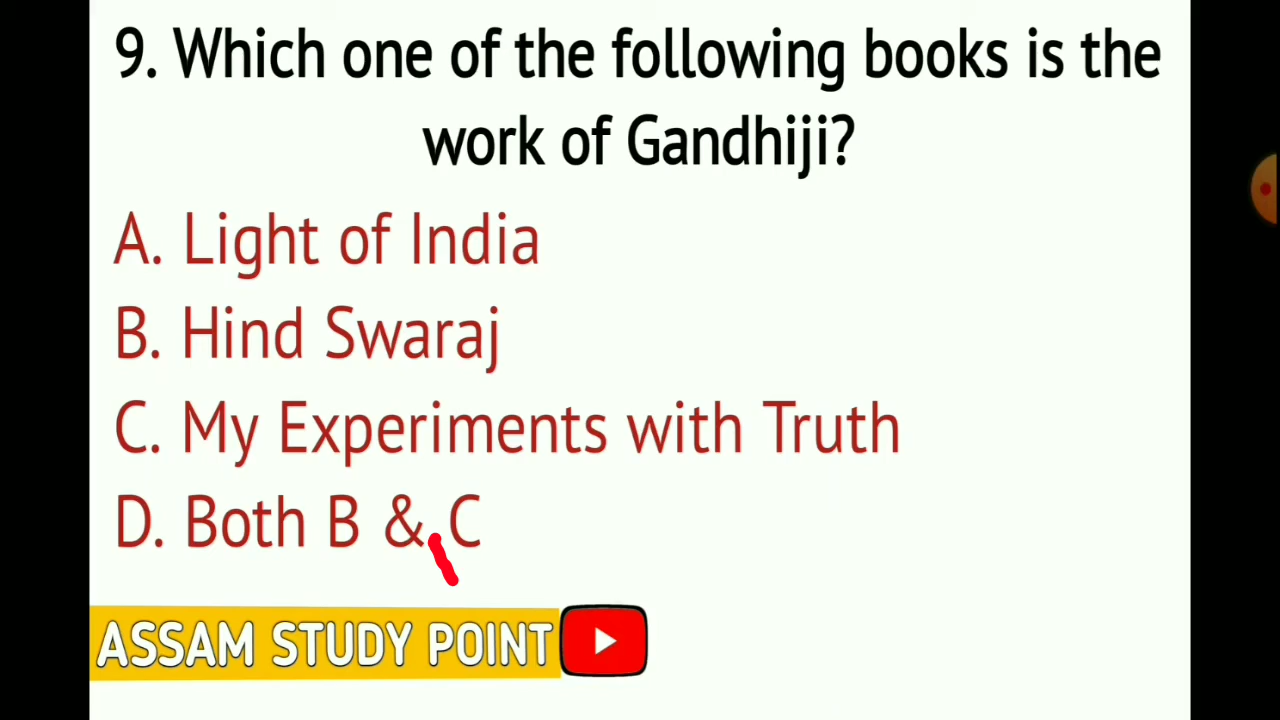 9. Which one of the following books is the
work of Gandhiji?
A. Light of India
B. Hind Swaraj
C. My Experiments with Truth
D. Both B & C
ASSAM STUDY POINT